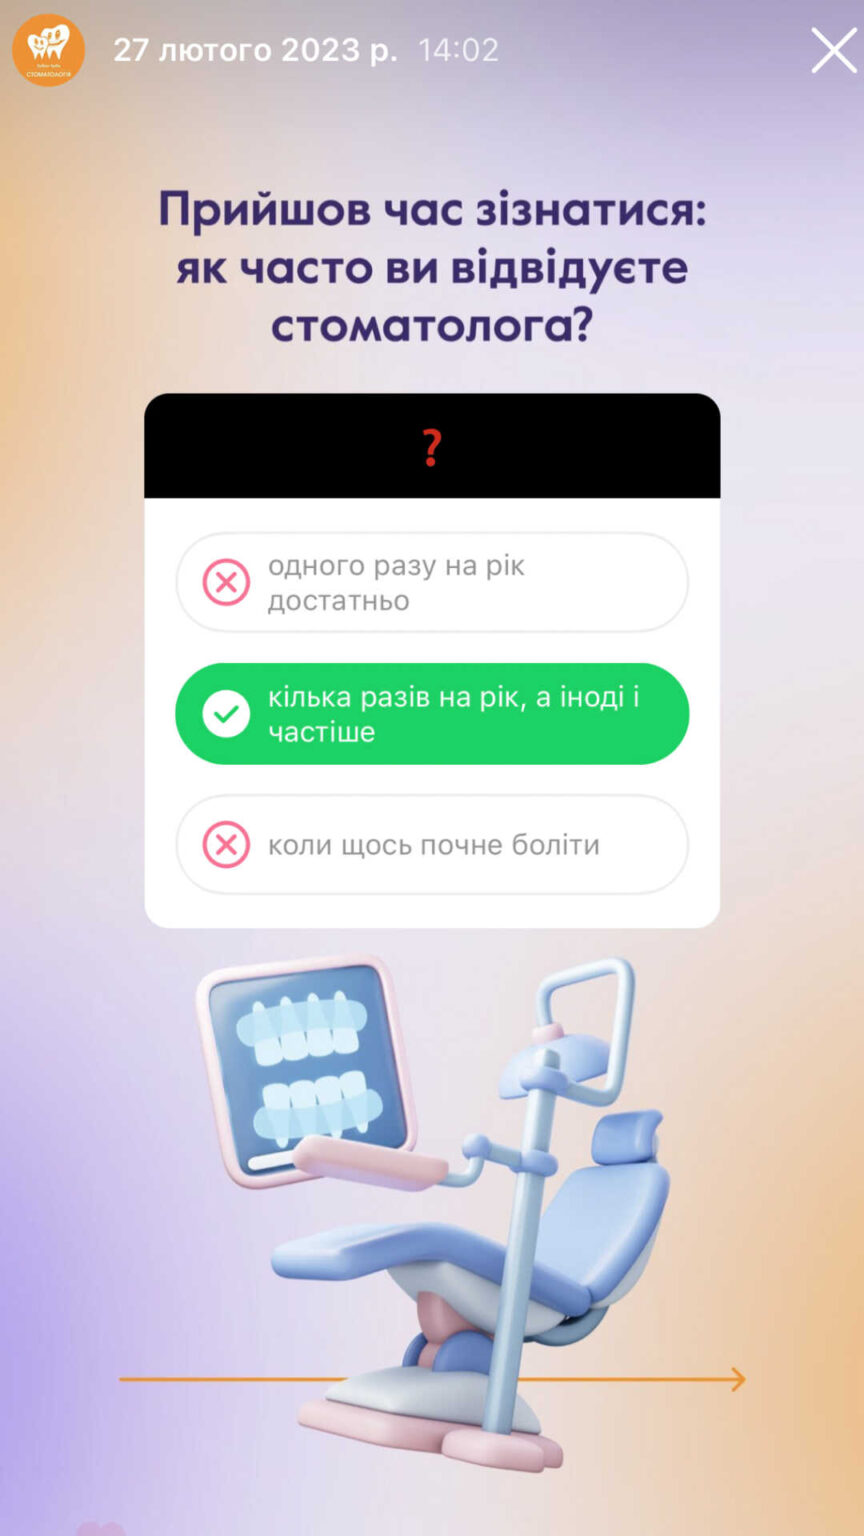 27 лютого 2023 р. 14:02
СТОМАТОЛОГІЯ
Прийшов час зізнатися:
як часто ви відвідуєте
стоматолога?
?
одного разу на рік
достатньо
кілька разів на рік, а іноді і
частіше
коли щось почне боліти